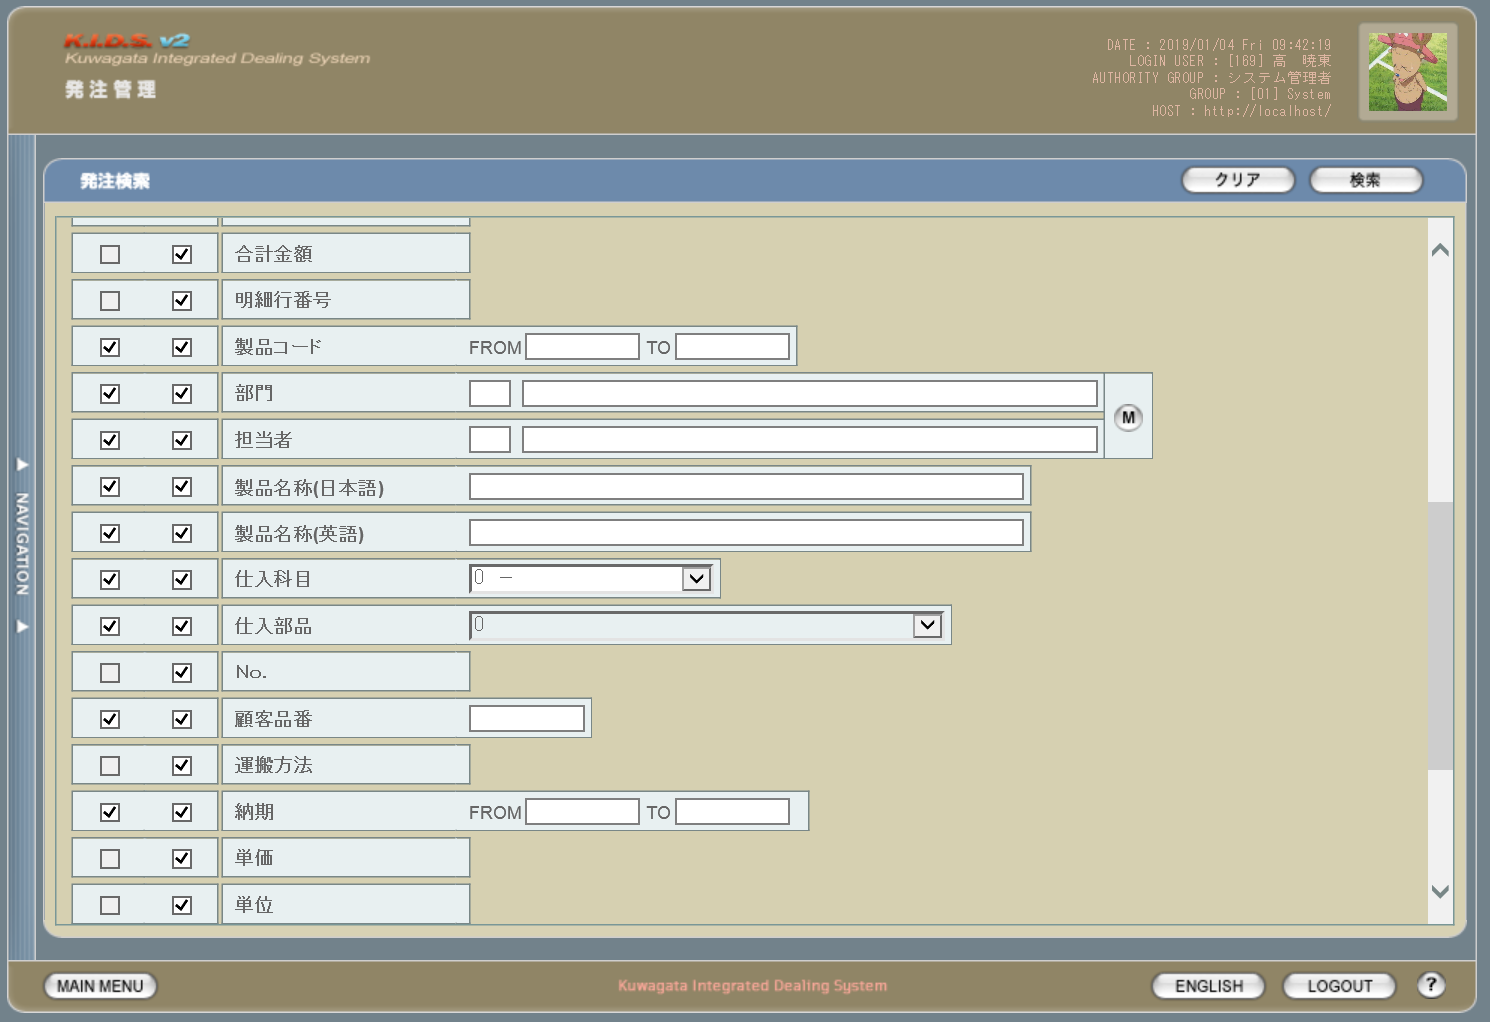 K.I.D.S. v2
Kuwagata Integrated Dealing System
発注管理
DATE : 2019/01/04 Fri 09:42:19
LOGIN USER : [169] 高　暁東
AUTHORITY GROUP : システム管理者
GROUP : [01] System
HOST : http://localhost/
発注検索
クリア
検索
合計金額
明細行番号
製品コード FROM TO
部門
M
担当者
製品名称(日本語)
製品名称(英語)
仕入科目 0 －
仕入部品 0
No.
顧客品番
運搬方法
納期 FROM TO
単価
単位
NAVIGATION
MAIN MENU
Kuwagata Integrated Dealing System
ENGLISH
LOGOUT
?